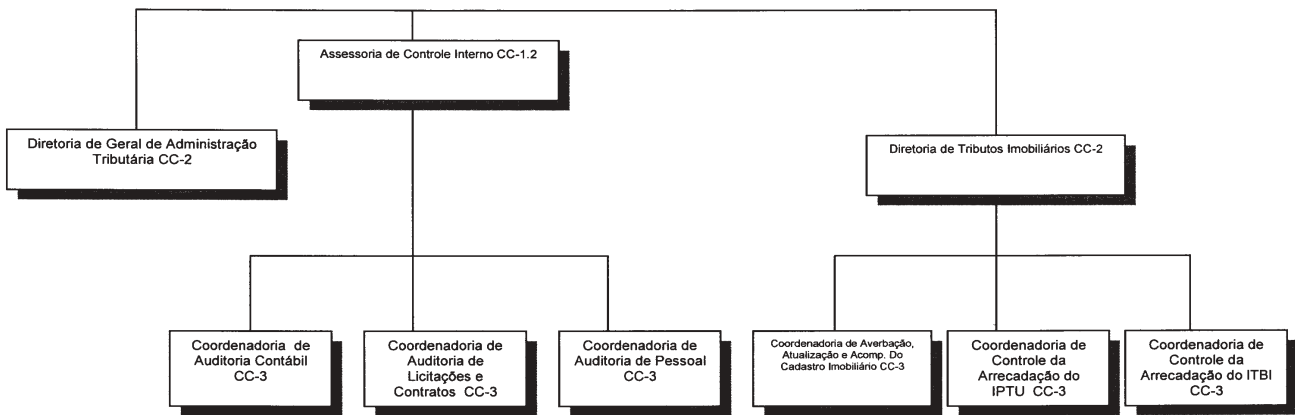 Assessoria de Controle Interno CC-1.2
Diretoria de Geral de Administração
Tributária CC-2
Diretoria de Tributos Imobiliários CC-2
Coordenadoria de
Auditoria Contábil
CC-3
Coordenadoria de
Auditoria de
Licitações e
Contratos CC-3
Coordenadoria de
Auditoria de Pessoal
CC-3
Coordenadoria de Averbação,
Atualização e Acomp. Do
Cadastro Imobiliário CC-3
Coordenadoria de
Controle da
Arrecadação do
IPTU CC-3
Coordenadoria de
Controle da
Arrecadação do ITBI
CC-3